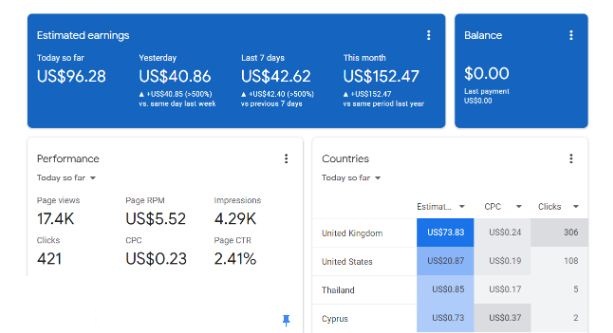 Estimated earnings
Today so far
US$96.28
Yesterday
US$40.86
▲ +US$40.85 (>500%)
vs. same day last week
Last 7 days
US$42.62
▲ +US$42.40 (>500%)
vs previous 7 days
This month
US$152.47
▲ +US$152.47
vs same period last year
Balance
$0.00
Last payment
US$0.00
Performance
Today so far
Page views
17.4K
Page RPM
US$5.52
Impressions
4.29K
Clicks
421
CPC
US$0.23
Page CTR
2.41%
Countries
Today so far
Estimat... CPC Clicks
United Kingdom US$73.83 US$0.24 306
United States US$20.87 US$0.19 108
Thailand US$0.85 US$0.17 5
Cyprus US$0.73 US$0.37 2